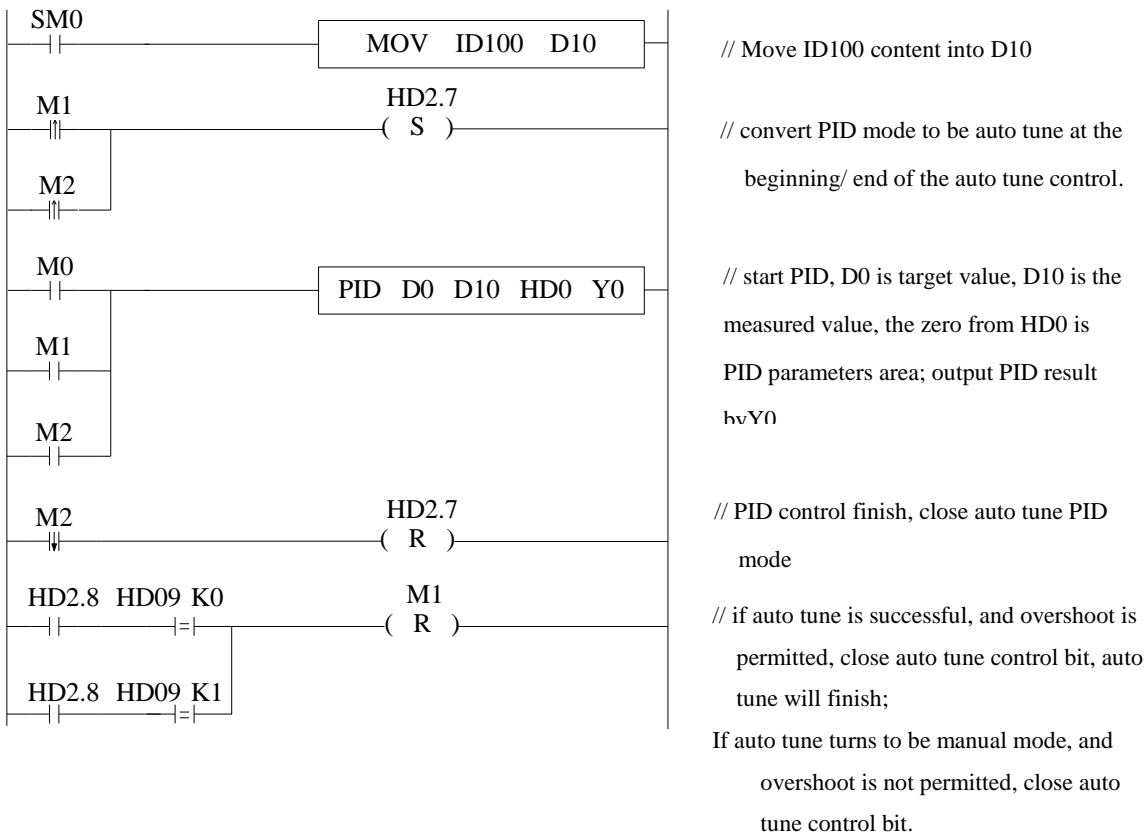 SM0
MOV ID100 D10
// Move ID100 content into D10
M1
HD2.7
( S )
// convert PID mode to be auto tune at the
beginning/ end of the auto tune control.
M2
M0
PID D0 D10 HD0 Y0
// start PID, D0 is target value, D10 is the
measured value, the zero from HD0 is
PID parameters area; output PID result
byY0
M1
M2
M2
HD2.7
( R )
// PID control finish, close auto tune PID
mode
HD2.8 HD09 K0
=
M1
( R )
// if auto tune is successful, and overshoot is
permitted, close auto tune control bit, auto
tune will finish;
HD2.8 HD09 K1
=
If auto tune turns to be manual mode, and
overshoot is not permitted, close auto
tune control bit.